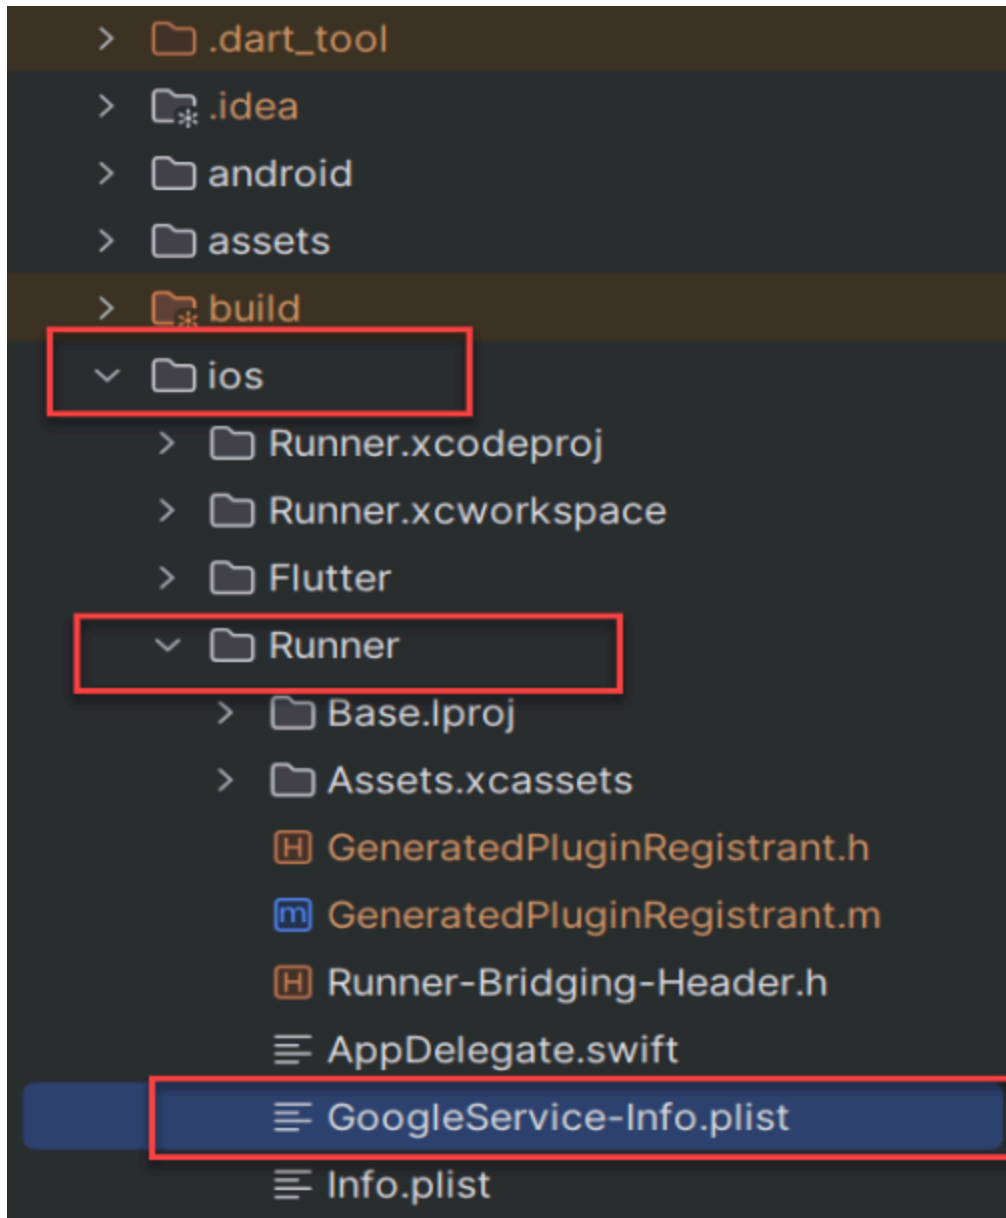 .dart_tool
.idea
android
assets
build
ios
Runner.xcodeproj
Runner.xcworkspace
Flutter
Runner
Base.lproj
Assets.xcassets
H GeneratedPluginRegistrant.h
m GeneratedPluginRegistrant.m
H Runner-Bridging-Header.h
AppDelegate.swift
GoogleService-Info.plist
Info.plist